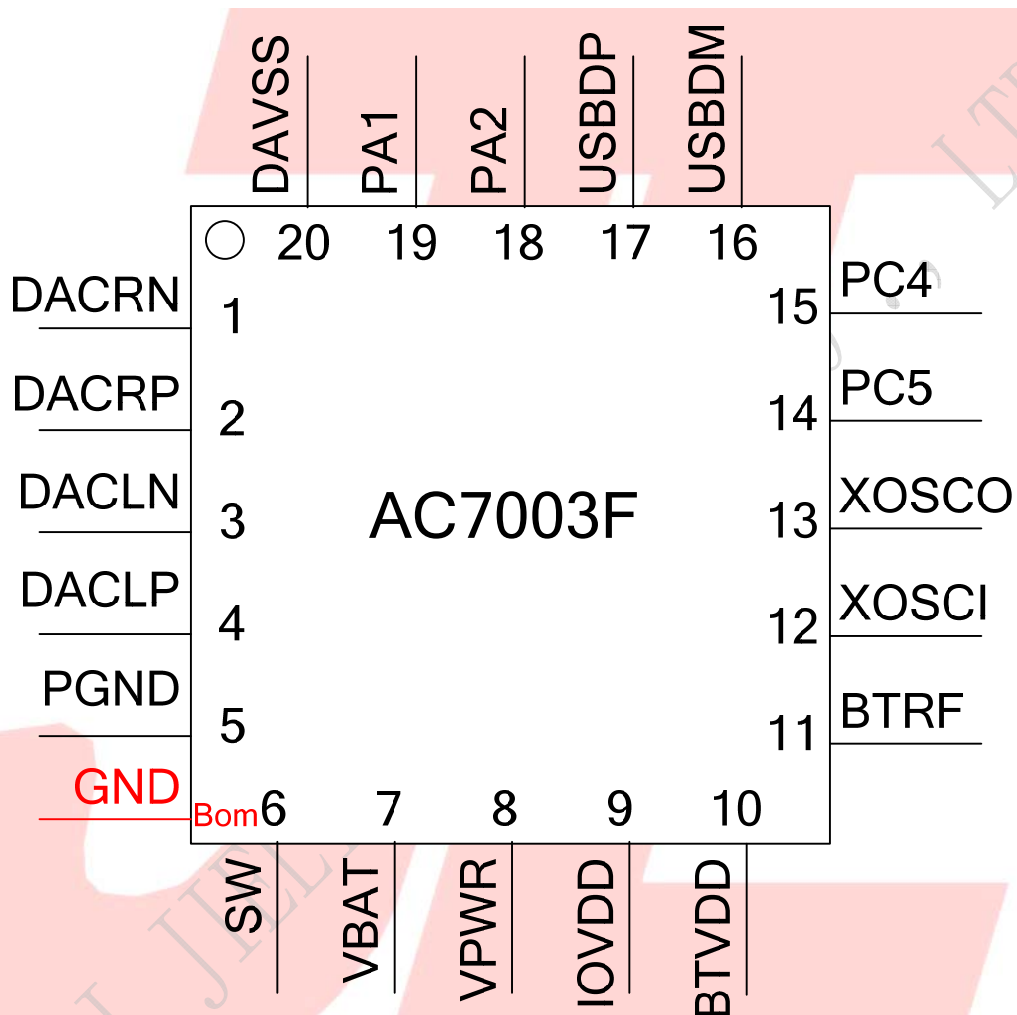 DAVSS
PA1
PA2
USBDP
USBDM
20
19
18
17
16
DACRN
1
DACRP
2
DACLN
3
DACLP
4
PGND
5
GND
Bom
AC7003F
15
PC4
14
PC5
13
XOSCO
12
XOSCI
11
BTRF
6
7
8
9
10
SW
VBAT
VPWR
IOVDD
BTVDD